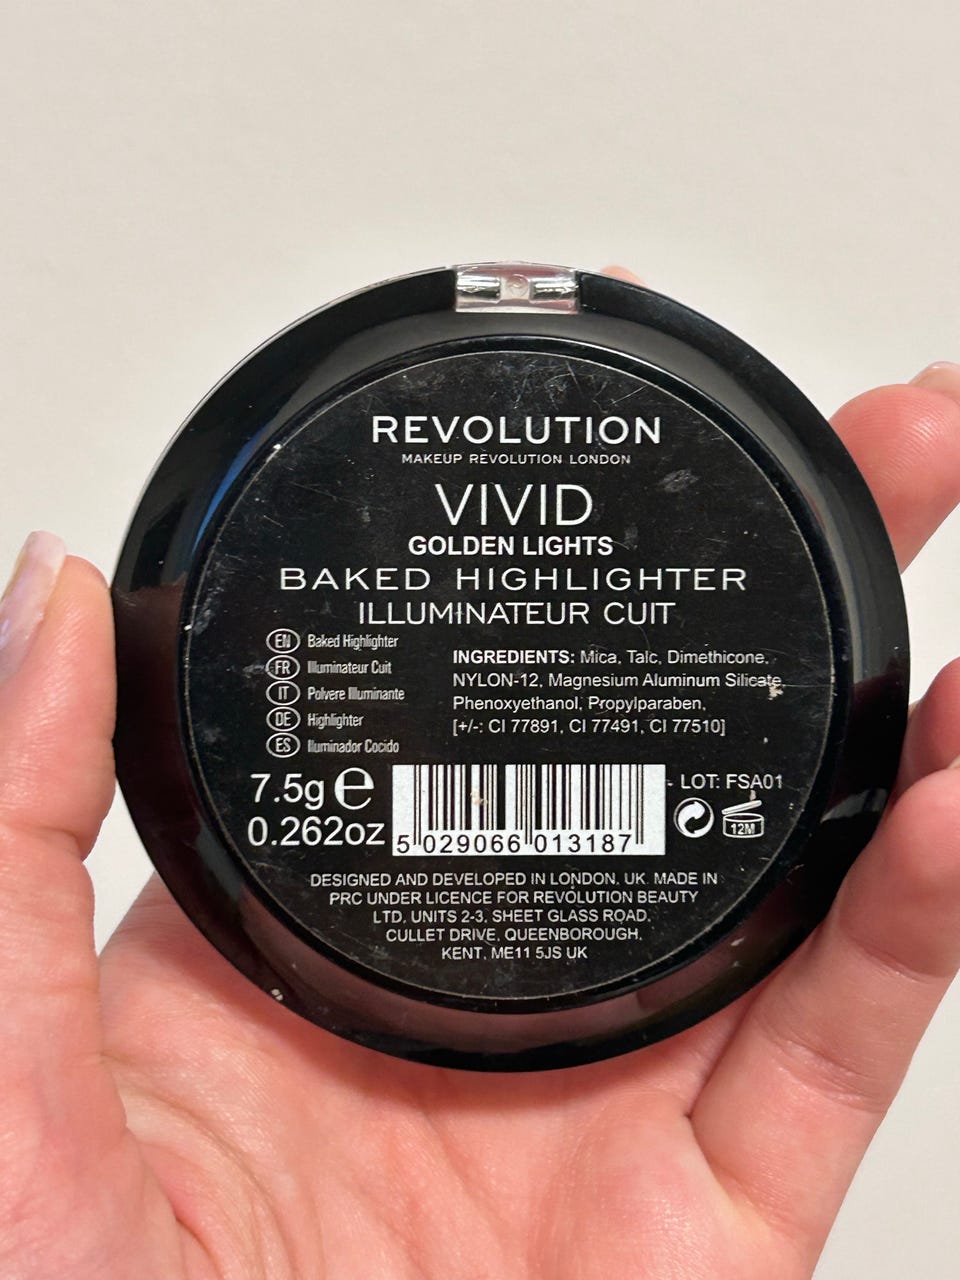 REVOLUTION
MAKEUP REVOLUTION LONDON
VIVID
GOLDEN LIGHTS
BAKED HIGHLIGHTER
ILLUMINATEUR CUIT
EN Baked Highlighter
FR Illuminateur Cuit
IT Polvere Illuminante
DE Highlighter
ES Iluminador Cocido
INGREDIENTS: Mica, Talc, Dimethicone,
NYLON-12, Magnesium Aluminum Silicate,
Phenoxyethanol, Propylparaben,
[+/-: CI 77891, CI 77491, CI 77510]
7.5g e
0.262oz
5 029066 013187
LOT: FSA01
12M
DESIGNED AND DEVELOPED IN LONDON, UK. MADE IN
PRC UNDER LICENCE FOR REVOLUTION BEAUTY
LTD, UNITS 2-3, SHEET GLASS ROAD,
CULLET DRIVE, QUEENBOROUGH,
KENT, ME11 5JS UK